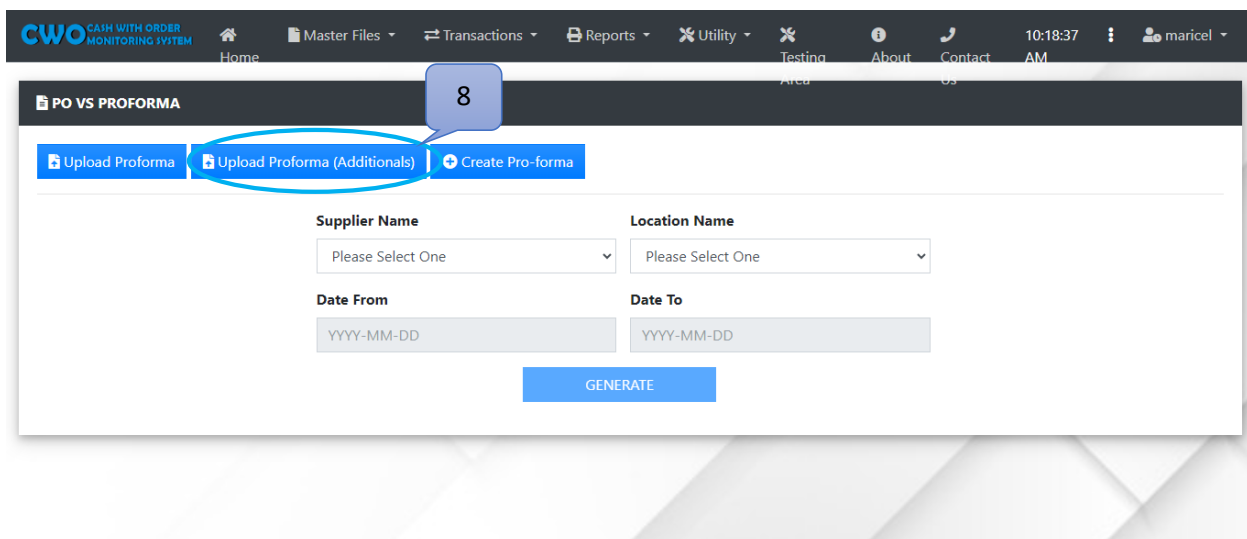 CWO CASH WITH ORDER
MONITORING SYSTEM
Home
Master Files
Transactions
Reports
Utility
Testing
Area
About
Contact
Us
10:18:37
AM
maricel
PO VS PROFORMA
8
Upload Proforma
Upload Proforma (Additionals)
Create Pro-forma
Supplier Name
Location Name
Please Select One
Please Select One
Date From
Date To
YYYY-MM-DD
YYYY-MM-DD
GENERATE